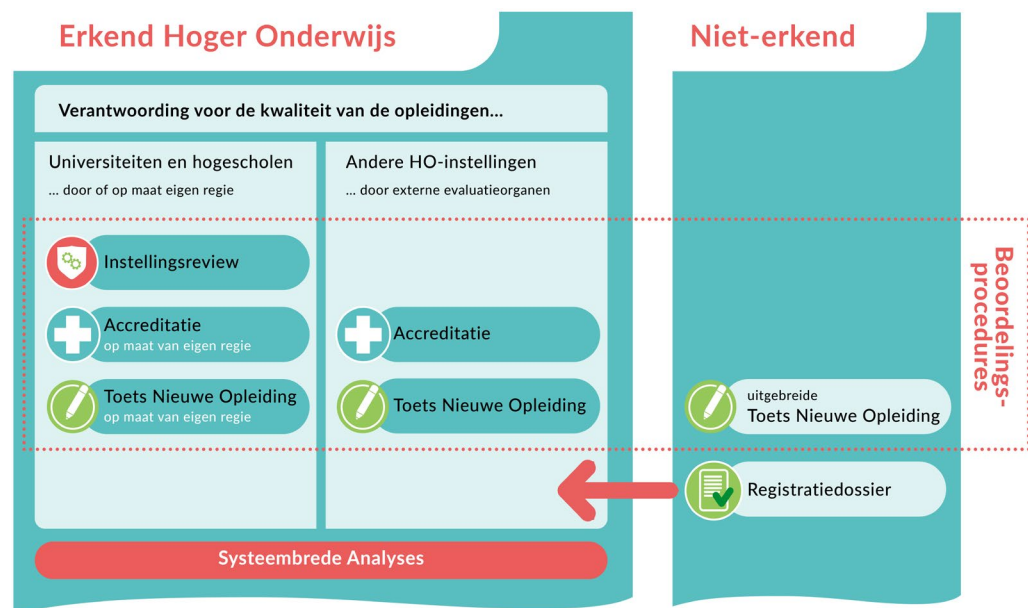 Erkend Hoger Onderwijs
Niet-erkend
Verantwoording voor de kwaliteit van de opleidingen...
Universiteiten en hogescholen
... door of op maat eigen regie
Andere HO-instellingen
... door externe evaluatieorganen
Instellingsreview
Accreditatie
op maat van eigen regie
Toets Nieuwe Opleiding
op maat van eigen regie
Accreditatie
Toets Nieuwe Opleiding
uitgebreide
Toets Nieuwe Opleiding
Registratiedossier
Beoordelings-
procedures
Systeembrede Analyses